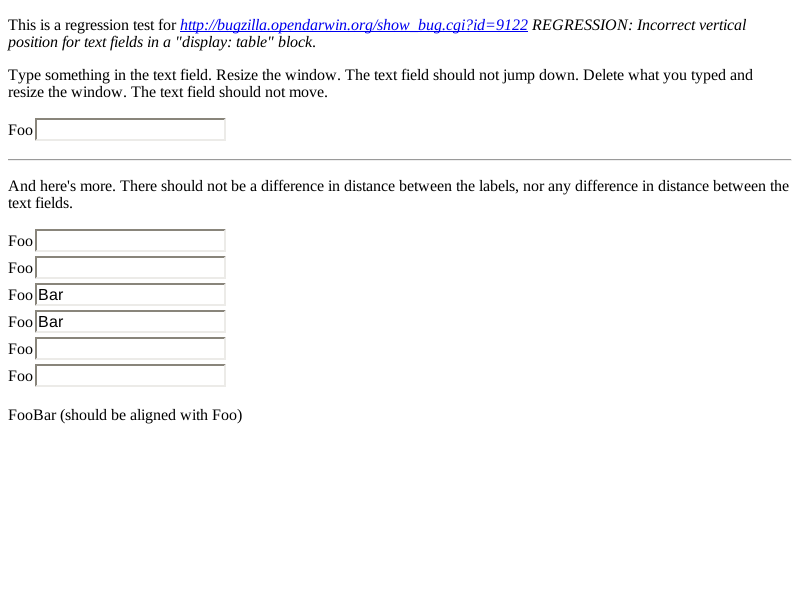 This is a regression test for http://bugzilla.opendarwin.org/show_bug.cgi?id=9122 REGRESSION: Incorrect vertical
position for text fields in a "display: table" block.
Type something in the text field. Resize the window. The text field should not jump down. Delete what you typed and
resize the window. The text field should not move.
Foo
And here's more. There should not be a difference in distance between the labels, nor any difference in distance between the
text fields.
Foo
Foo
Foo Bar
Foo Bar
Foo
Foo
FooBar (should be aligned with Foo)